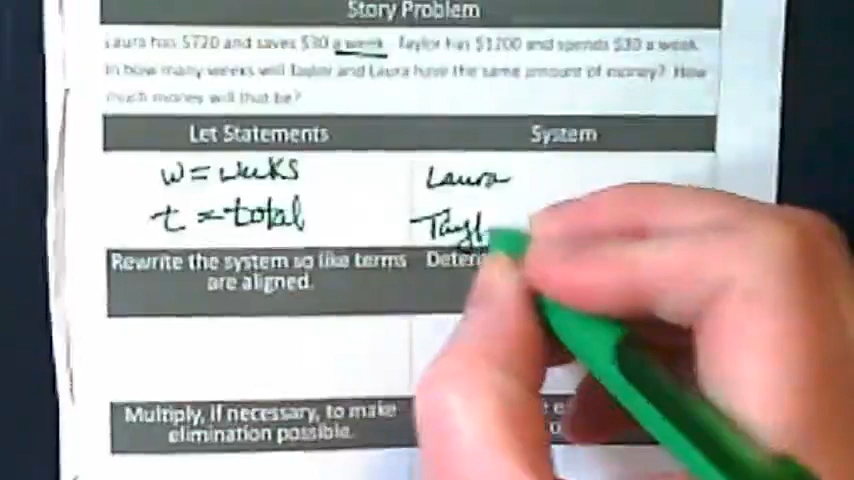 Story Problem
Laura has $720 and saves $30 a week. Taylor has $1200 and spends $30 a week.
In how many weeks will Taylor and Laura have the same amount of money? How
much money will that be?
Let Statements
System
w = weeks
Laura
t = total
Tayl
Rewrite the system so like terms
are aligned.
Multiply, if necessary, to make
elimination possible.